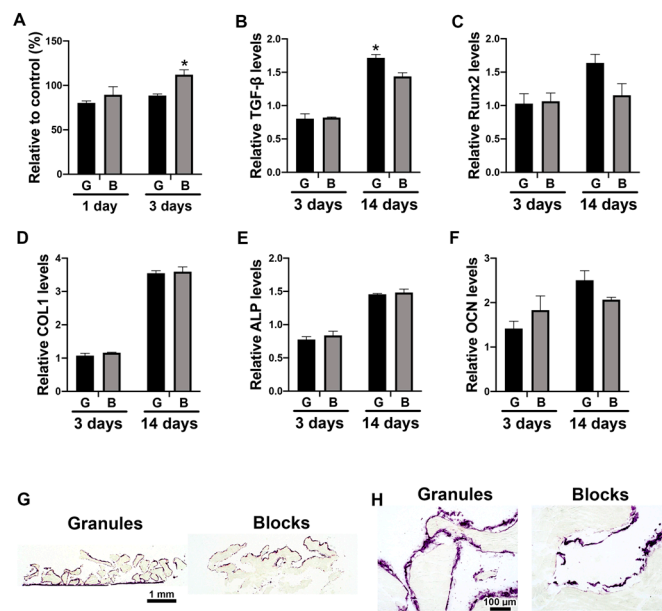 A
Relative to control (%)
150
100
50
0
*
G B G B
1 day 3 days
B
Relative TGF-β levels
2.0
1.5
1.0
0.5
0.0
*
G B G B
3 days 14 days
C
Relative Runx2 levels
2.0
1.5
1.0
0.5
0.0
G B G B
3 days 14 days
D
Relative COL1 levels
4
3
2
1
0
G B G B
3 days 14 days
E
Relative ALP levels
2.0
1.5
1.0
0.5
0.0
G B G B
3 days 14 days
F
Relative OCN levels
3
2
1
0
G B G B
3 days 14 days
G
Granules Blocks
1 mm
H
Granules Blocks
100 µm